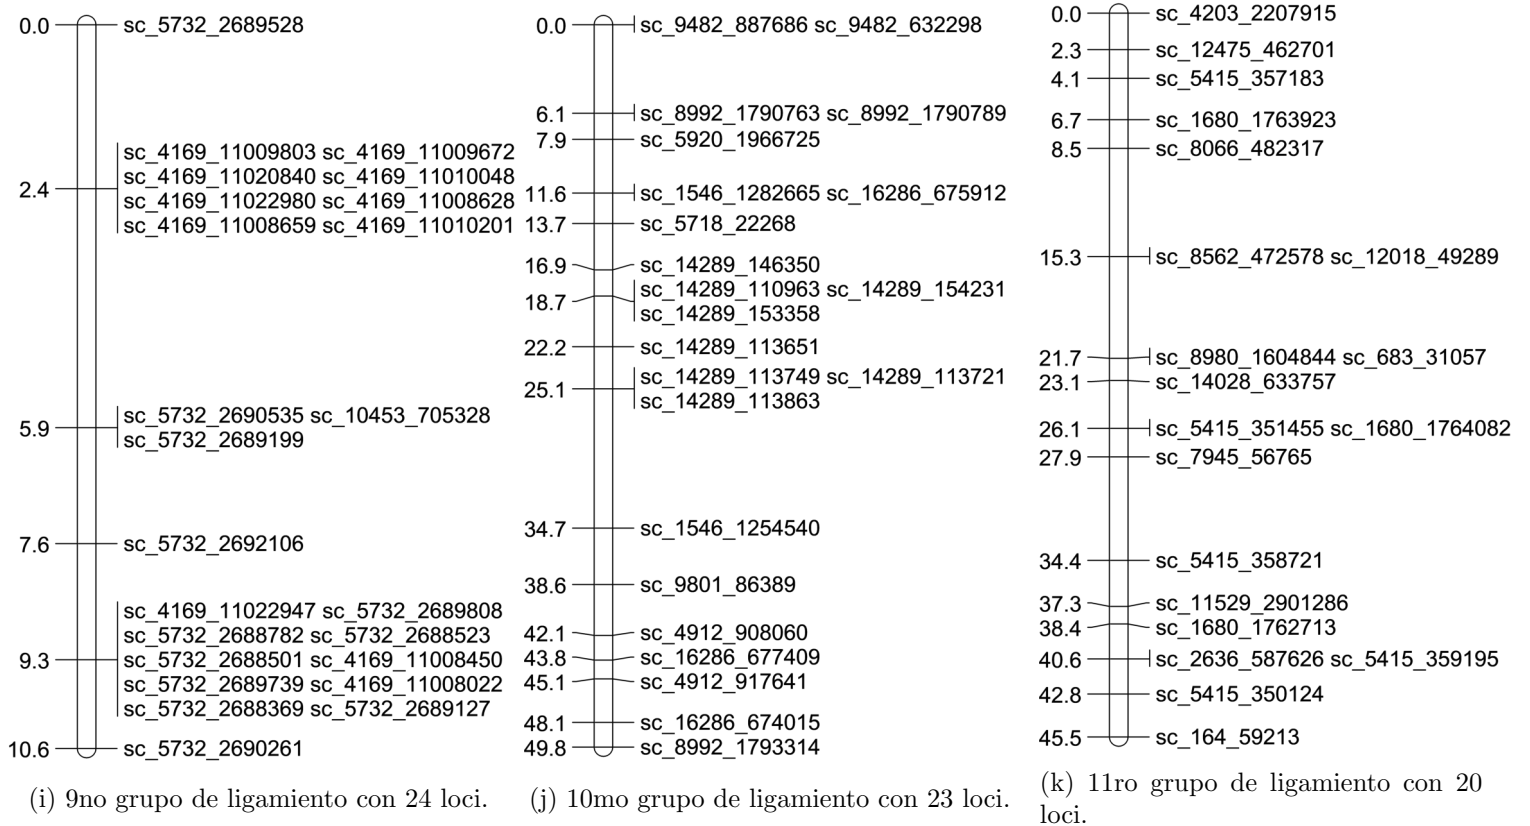 0.0 sc_5732_2689528
sc_4169_11009803 sc_4169_11009672
sc_4169_11020840 sc_4169_11010048
2.4
sc_4169_11022980 sc_4169_11008628
sc_4169_11008659 sc_4169_11010201
sc_5732_2690535 sc_10453_705328
5.9
sc_5732_2689199
7.6 sc_5732_2692106
sc_4169_11022947 sc_5732_2689808
sc_5732_2688782 sc_5732_2688523
9.3 sc_5732_2688501 sc_4169_11008450
sc_5732_2689739 sc_4169_11008022
sc_5732_2688369 sc_5732_2689127
10.6 sc_5732_2690261
(i) 9no grupo de ligamiento con 24 loci.
0.0 sc_9482_887686 sc_9482_632298
6.1 sc_8992_1790763 sc_8992_1790789
7.9 sc_5920_1966725
11.6 sc_1546_1282665 sc_16286_675912
13.7 sc_5718_22268
16.9 sc_14289_146350
sc_14289_110963 sc_14289_154231
18.7
sc_14289_153358
22.2 sc_14289_113651
sc_14289_113749 sc_14289_113721
25.1
sc_14289_113863
34.7 sc_1546_1254540
38.6 sc_9801_86389
42.1 sc_4912_908060
43.8 sc_16286_677409
45.1 sc_4912_917641
48.1 sc_16286_674015
49.8 sc_8992_1793314
(j) 10mo grupo de ligamiento con 23 loci.
0.0 sc_4203_2207915
2.3 sc_12475_462701
4.1 sc_5415_357183
6.7 sc_1680_1763923
8.5 sc_8066_482317
15.3 sc_8562_472578 sc_12018_49289
21.7 sc_8980_1604844 sc_683_31057
23.1 sc_14028_633757
26.1 sc_5415_351455 sc_1680_1764082
27.9 sc_7945_56765
34.4 sc_5415_358721
37.3 sc_11529_2901286
38.4 sc_1680_1762713
40.6 sc_2636_587626 sc_5415_359195
42.8 sc_5415_350124
45.5 sc_164_59213
(k) 11ro grupo de ligamiento con 20
loci.